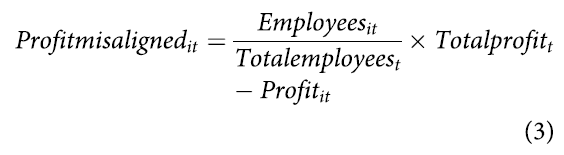 Profitmisaligned_it = Employees_it / Totalemployees_t × Totalprofit_t
− Profit_it
(3)